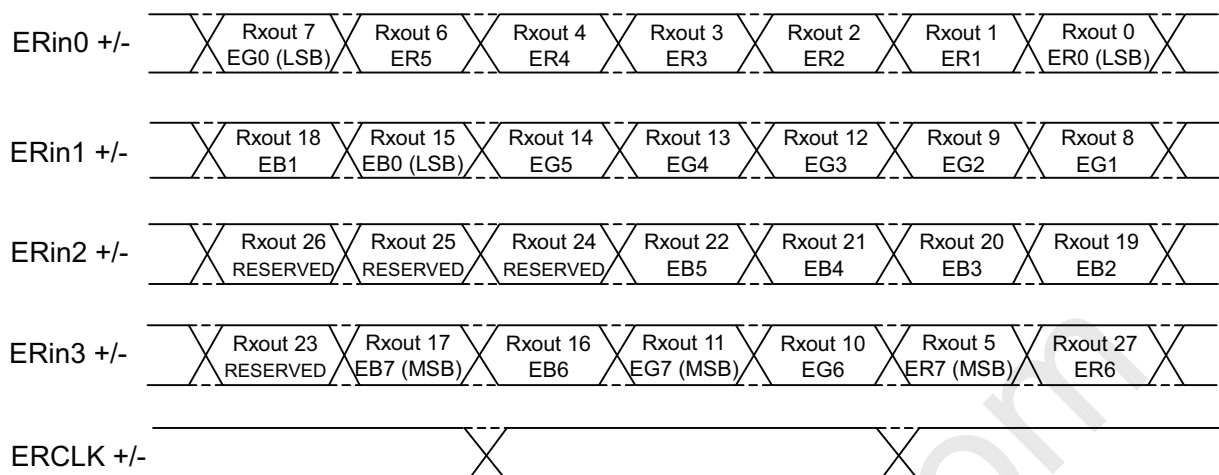 ERin0 +/-
Rxout 7 Rxout 6 Rxout 4 Rxout 3 Rxout 2 Rxout 1 Rxout 0
EG0 (LSB) ER5 ER4 ER3 ER2 ER1 ER0 (LSB)
ERin1 +/-
Rxout 18 Rxout 15 Rxout 14 Rxout 13 Rxout 12 Rxout 9 Rxout 8
EB1 EB0 (LSB) EG5 EG4 EG3 EG2 EG1
ERin2 +/-
Rxout 26 Rxout 25 Rxout 24 Rxout 22 Rxout 21 Rxout 20 Rxout 19
RESERVED RESERVED RESERVED EB5 EB4 EB3 EB2
ERin3 +/-
Rxout 23 Rxout 17 Rxout 16 Rxout 11 Rxout 10 Rxout 5 Rxout 27
RESERVED EB7 (MSB) EB6 EG7 (MSB) EG6 ER7 (MSB) ER6
ERCLK +/-
om